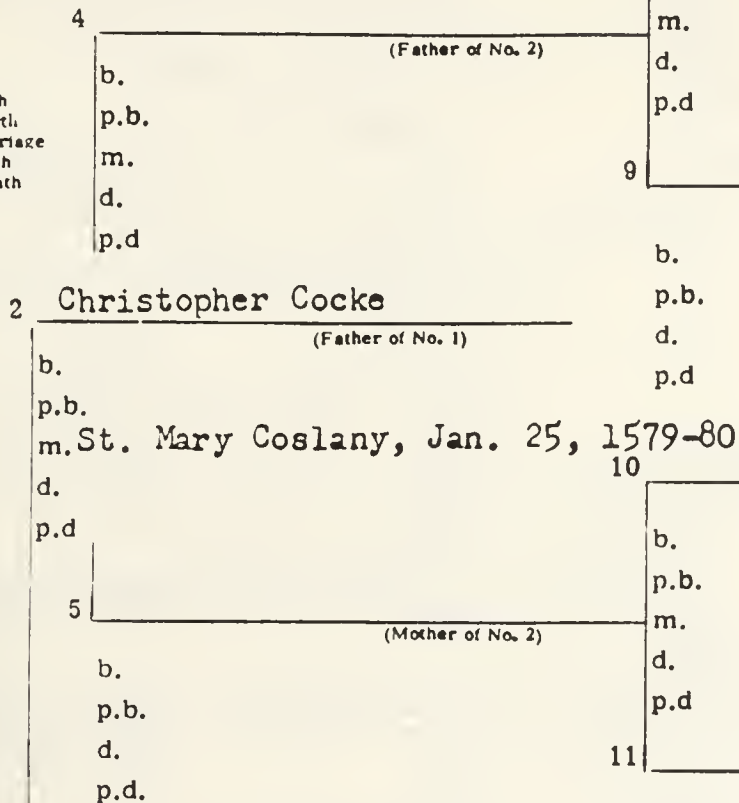 4
(Father of No. 2)
m.
b.
d.
p.b.
p.d
m.
9
d.
p.d
b.
2 Christopher Cocke
p.b.
(Father of No. 1)
d.
b.
p.d
p.b.
m. St. Mary Coslany, Jan. 25, 1579-80
10
d.
p.d
b.
p.b.
5
m.
(Mother of No. 2)
d.
b.
p.d
p.b.
d.
11
p.d.